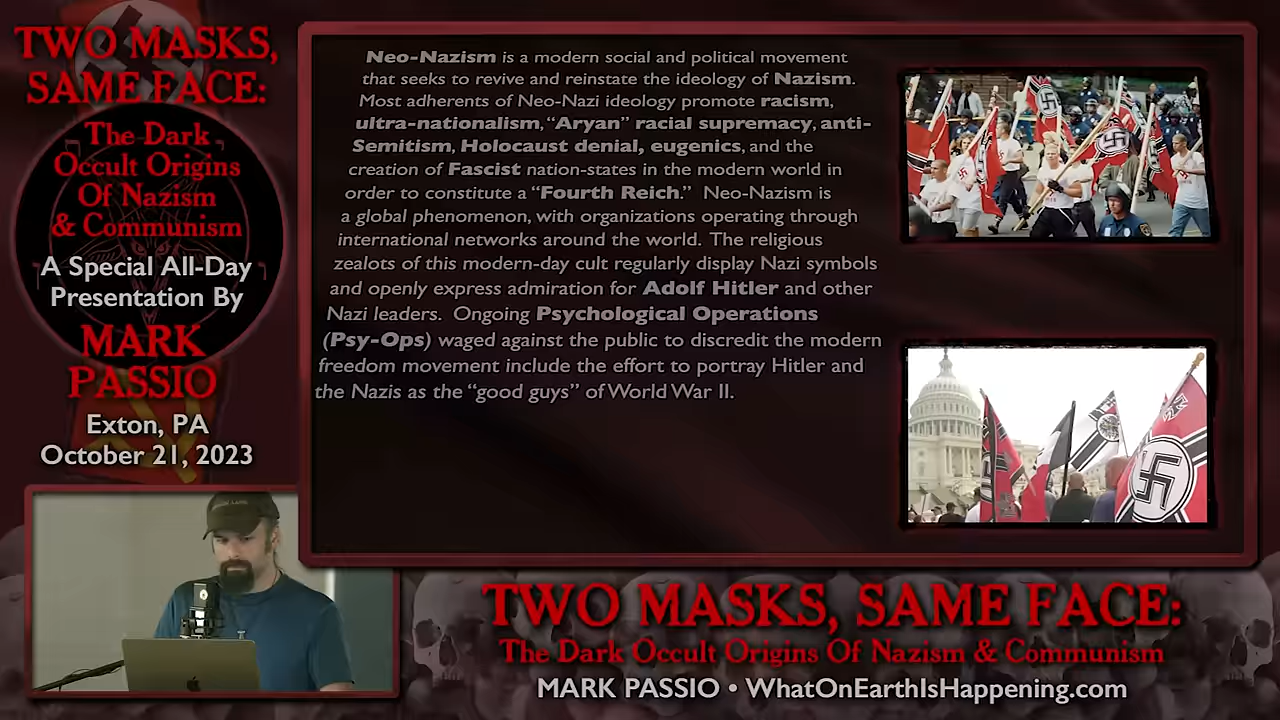 TWO MASKS,
SAME FACE:
The Dark
Occult Origins
Of Nazism
& Communism
A Special All-Day
Presentation By
MARK
PASSIO
Exton, PA
October 21, 2023
Neo-Nazism is a modern social and political movement
that seeks to revive and reinstate the ideology of Nazism.
Most adherents of Neo-Nazi ideology promote racism,
ultra-nationalism, “Aryan” racial supremacy, anti-
Semitism, Holocaust denial, eugenics, and the
creation of Fascist nation-states in the modern world in
order to constitute a “Fourth Reich.” Neo-Nazism is
a global phenomenon, with organizations operating through
international networks around the world. The religious
zealots of this modern-day cult regularly display Nazi symbols
and openly express admiration for Adolf Hitler and other
Nazi leaders. Ongoing Psychological Operations
(Psy-Ops) waged against the public to discredit the modern
freedom movement include the effort to portray Hitler and
the Nazis as the “good guys” of World War II.
TWO MASKS, SAME FACE:
The Dark Occult Origins Of Nazism & Communism
MARK PASSIO • WhatOnEarthIsHappening.com